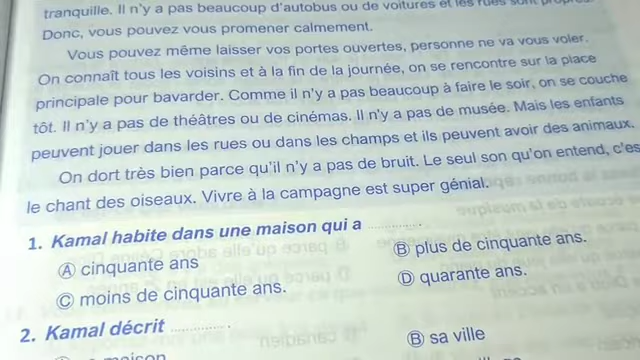 tranquille. Il n'y a pas beaucoup d'autobus ou de voitures et les rues sont
Donc, vous pouvez vous promener calmement.
Vous pouvez même laisser vos portes ouvertes, personne ne va vous voler.
On connaît tous les voisins et à la fin de la journée, on se rencontre sur la place
principale pour bavarder. Comme il n'y a pas beaucoup à faire le soir, on se couche
tôt. Il n'y a pas de théâtres ou de cinémas. Il n'y a pas de musée. Mais les enfants
peuvent jouer dans les rues ou dans les champs et ils peuvent avoir des animaux.
On dort très bien parce qu'il n'y a pas de bruit. Le seul son qu'on entend, c'es
le chant des oiseaux. Vivre à la campagne est super génial.
1. Kamal habite dans une maison qui a ..............
Ⓐ cinquante ans
Ⓑ plus de cinquante ans.
Ⓒ moins de cinquante ans.
Ⓓ quarante ans.
2. Kamal décrit ..............
Ⓑ sa ville